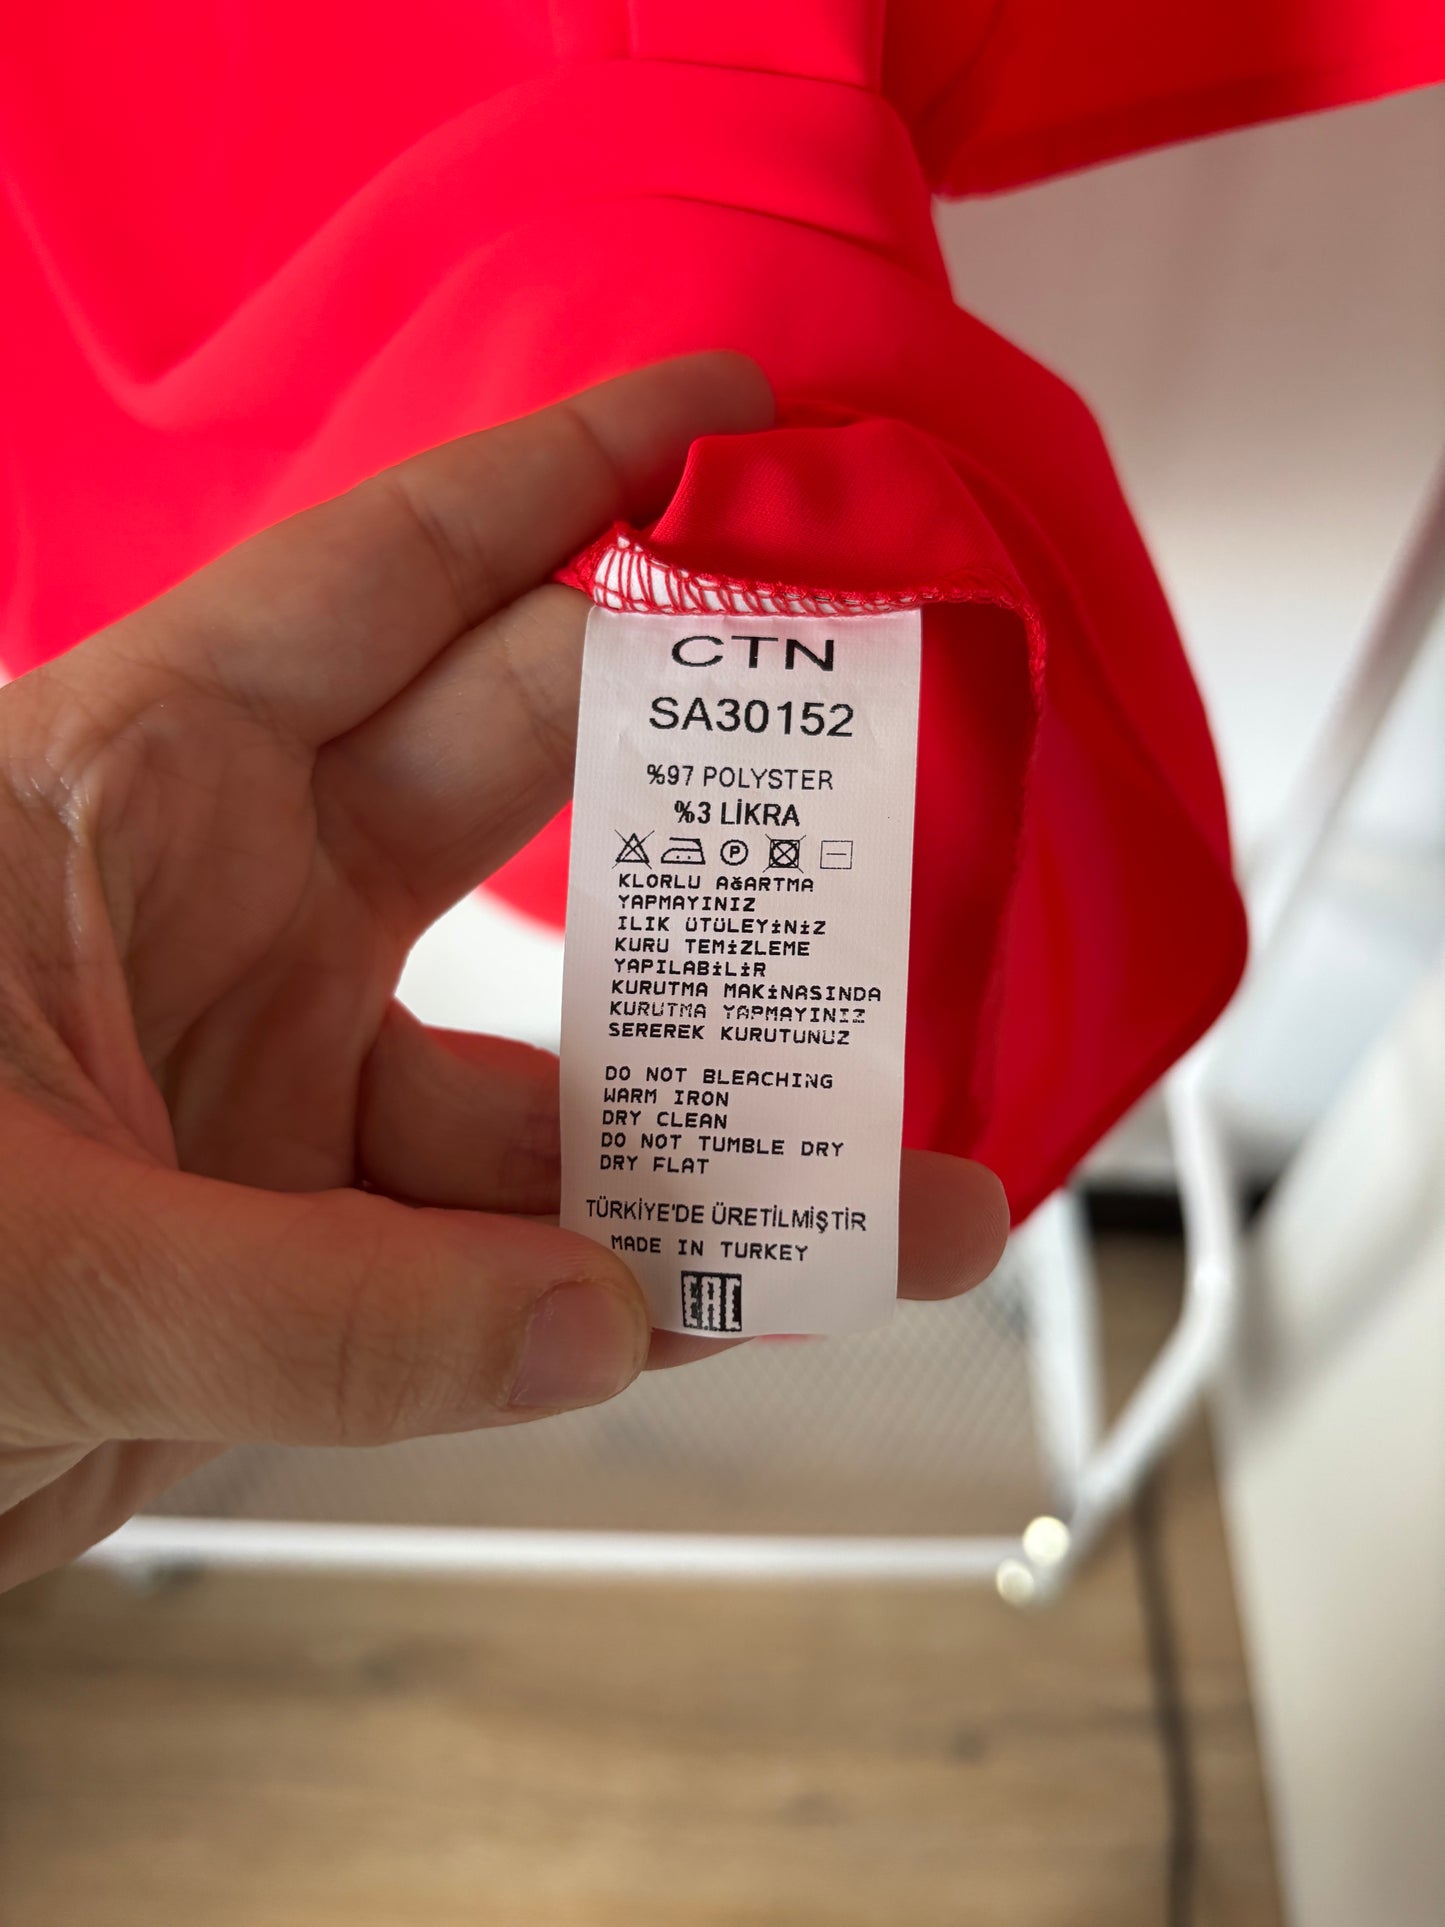 CTN
SA30152
%97 POLYSTER
%3 LİKRA
P
KLORLU AĞARTMA
YAPMAYINIZ
ILIK ÜTÜLEYİNİZ
KURU TEMİZLEME
YAPILABİLİR
KURUTMA MAKİNASINDA
KURUTMA YAPMAYINIZ
SEREREK KURUTUNUZ
DO NOT BLEACHING
WARM IRON
DRY CLEAN
DO NOT TUMBLE DRY
DRY FLAT
TÜRKİYE'DE ÜRETİLMİŞTİR
MADE IN TURKEY
EAC